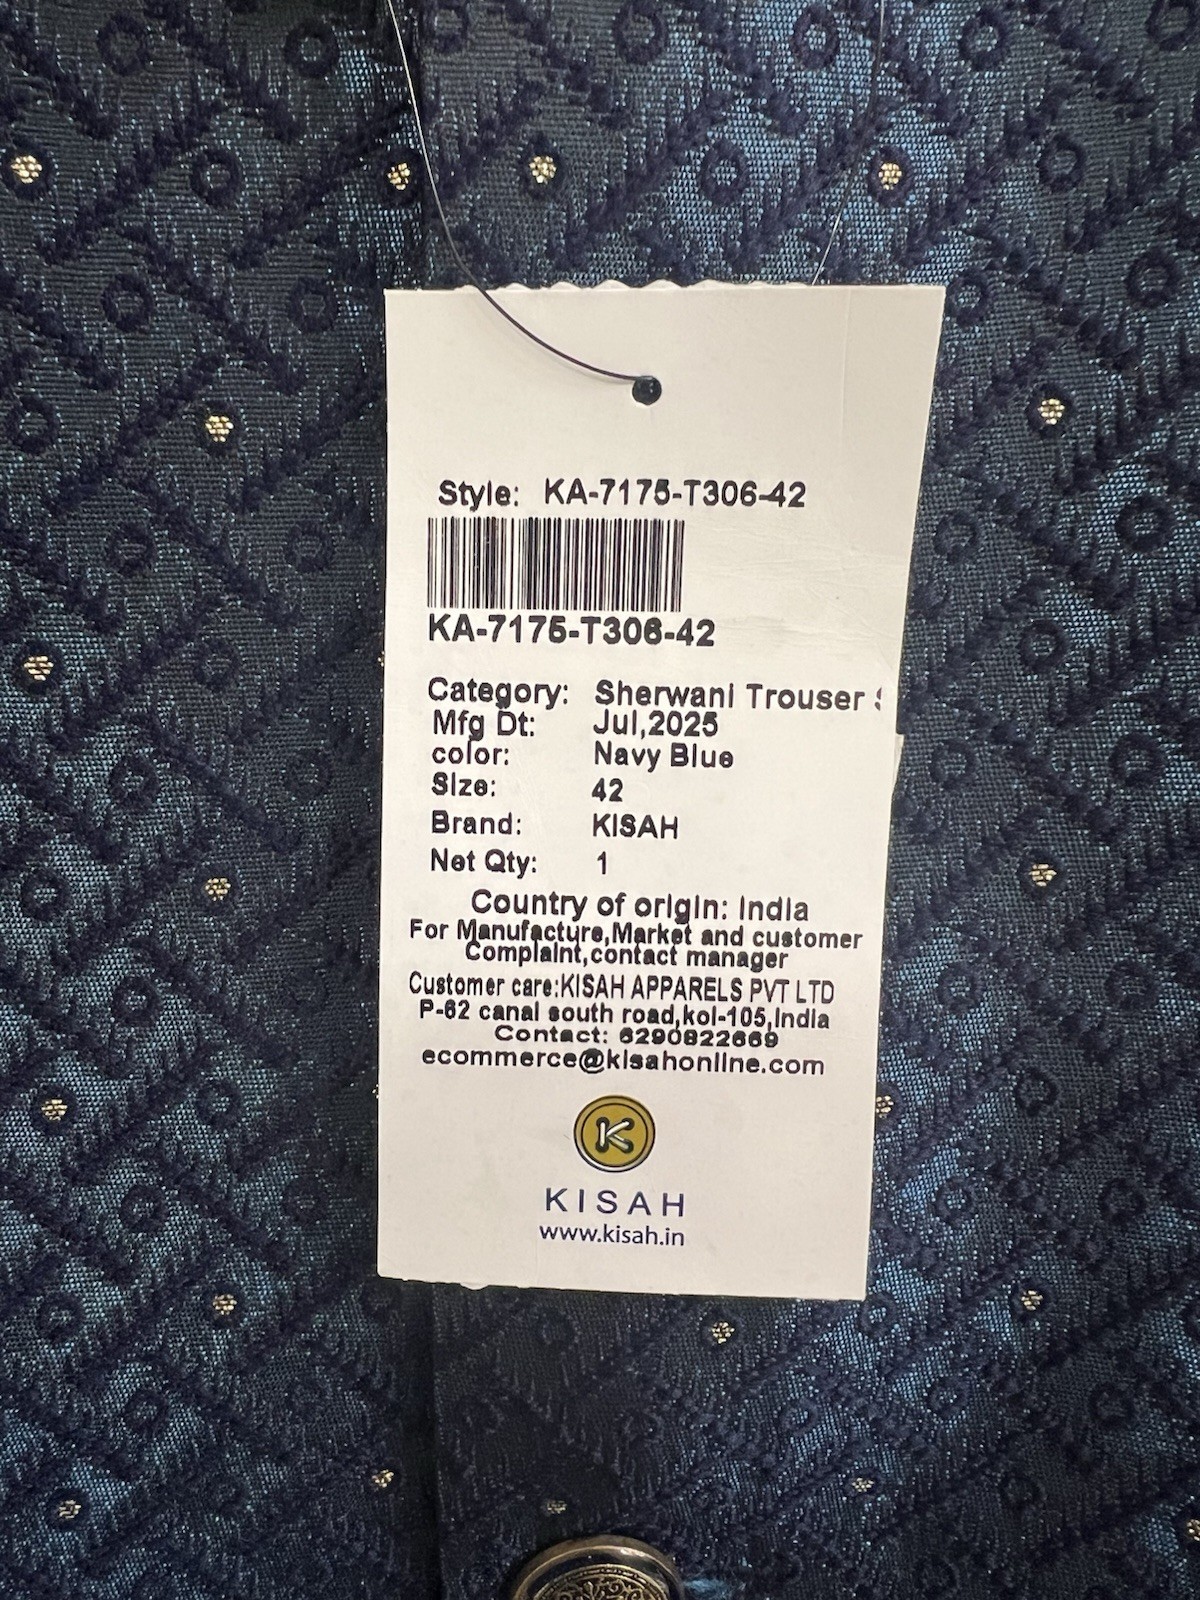 Style: KA-7175-T306-42
KA-7175-T306-42
Category: Sherwani Trouser
Mfg Dt: Jul,2025
color: Navy Blue
Size: 42
Brand: KISAH
Net Qty: 1
Country of origin: India
For Manufacture,Market and customer
Complaint,contact manager
Customer care:KISAH APPARELS PVT LTD
P-62 canal south road,kol-105,India
Contact: 6290822669
ecommerce@kisahonline.com
K
KISAH
www.kisah.in